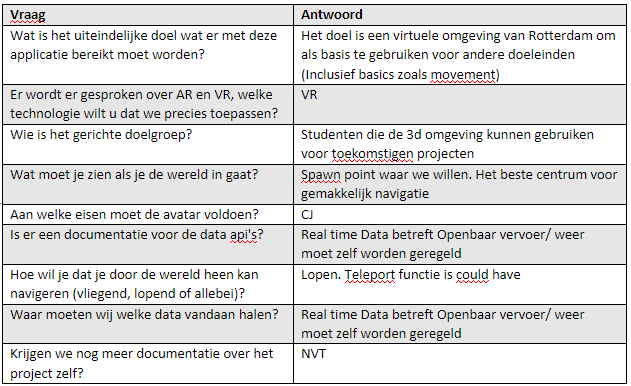 Vraag
Antwoord
Wat is het uiteindelijke doel wat er met deze
applicatie bereikt moet worden?
Het doel is een virtuele omgeving van Rotterdam om
als basis te gebruiken voor andere doeleinden
(Inclusief basics zoals movement)
Er wordt er gesproken over AR en VR, welke
technologie wilt u dat we precies toepassen?
VR
Wie is het gerichte doelgroep?
Studenten die de 3d omgeving kunnen gebruiken
voor toekomstigen projecten
Wat moet je zien als je de wereld in gaat?
Spawn point waar we willen. Het beste centrum voor
gemakkelijk navigatie
Aan welke eisen moet de avatar voldoen?
CJ
Is er een documentatie voor de data api's?
Real time Data betreft Openbaar vervoer/ weer
moet zelf worden geregeld
Hoe wil je dat je door de wereld heen kan
navigeren (vliegend, lopend of allebei)?
Lopen. Teleport functie is could have
Waar moeten wij welke data vandaan halen?
Real time Data betreft Openbaar vervoer/ weer
moet zelf worden geregeld
Krijgen we nog meer documentatie over het
project zelf?
NVT